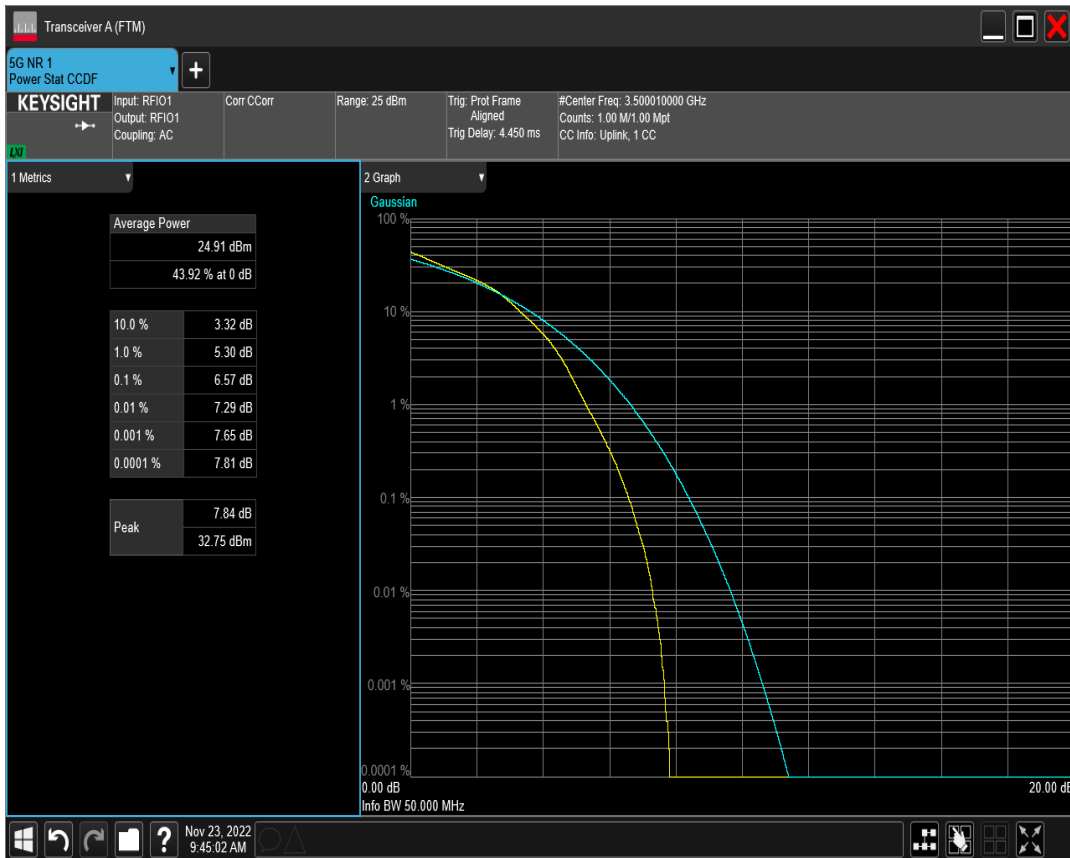 Transceiver A (FTM)
5G NR 1
Power Stat CCDF
+
KEYSIGHT
LXI
Input: RFIO1
Output: RFIO1
Coupling: AC
Corr CCorr
Range: 25 dBm
Trig: Prot Frame
Aligned
Trig Delay: 4.450 ms
#Center Freq: 3.500010000 GHz
Counts: 1.00 M/1.00 Mpt
CC Info: Uplink, 1 CC
1 Metrics
Average Power
24.91 dBm
43.92 % at 0 dB
10.0 % 3.32 dB
1.0 % 5.30 dB
0.1 % 6.57 dB
0.01 % 7.29 dB
0.001 % 7.65 dB
0.0001 % 7.81 dB
Peak 7.84 dB
32.75 dBm
2 Graph
Gaussian
100 %
10 %
1 %
0.1 %
0.01 %
0.001 %
0.0001 %
0.00 dB 20.00 dB
Info BW 50.000 MHz
?
Nov 23, 2022
9:45:02 AM